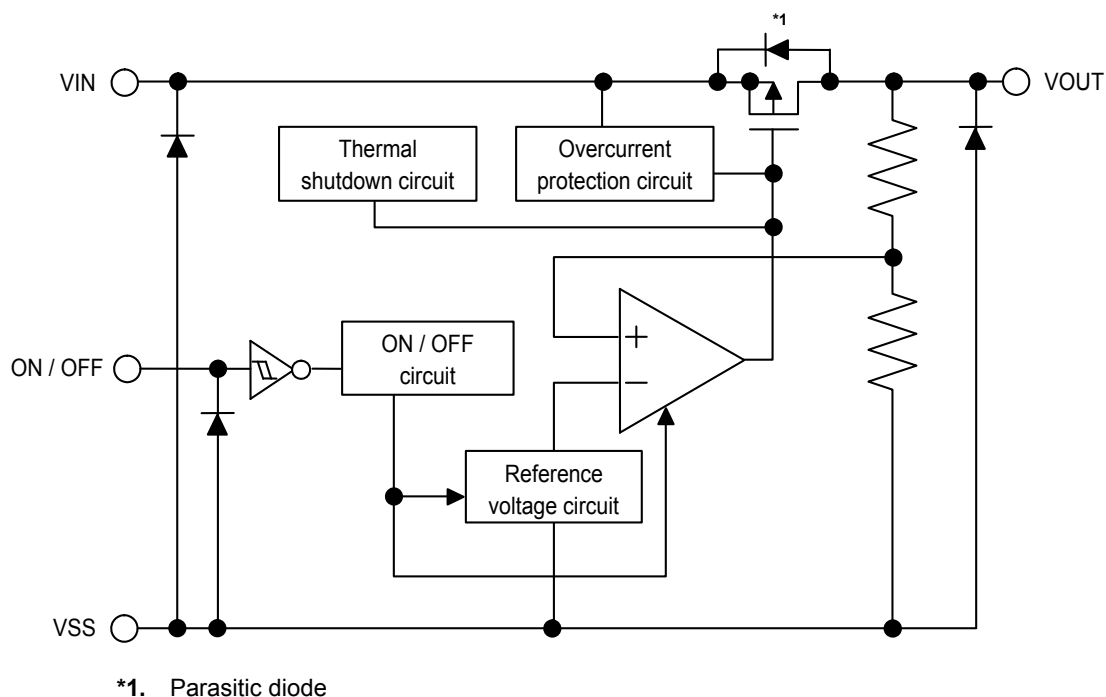 *1
VIN
VOUT
Thermal
shutdown circuit
Overcurrent
protection circuit
ON / OFF
ON / OFF
circuit
+
−
Reference
voltage circuit
VSS
*1. Parasitic diode